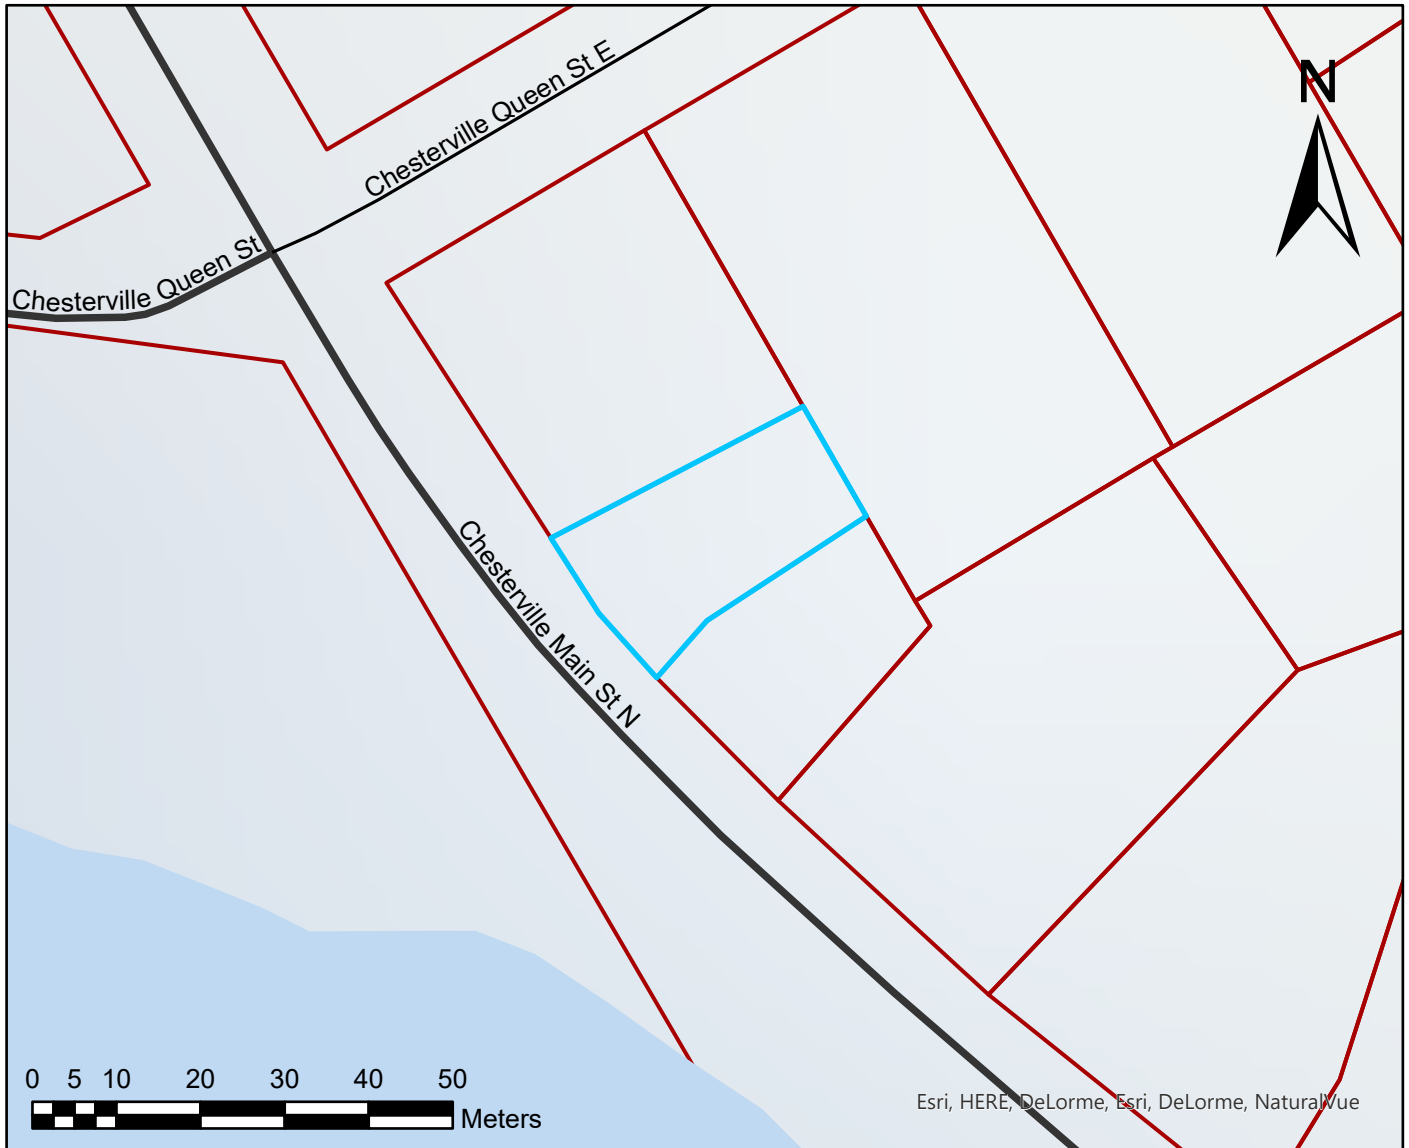 N
Chesterville Queen St E
Chesterville Queen St
Chesterville Main St N
0 5 10 20 30 40 50
Meters
Esri, HERE, DeLorme, Esri, DeLorme, NaturalVue